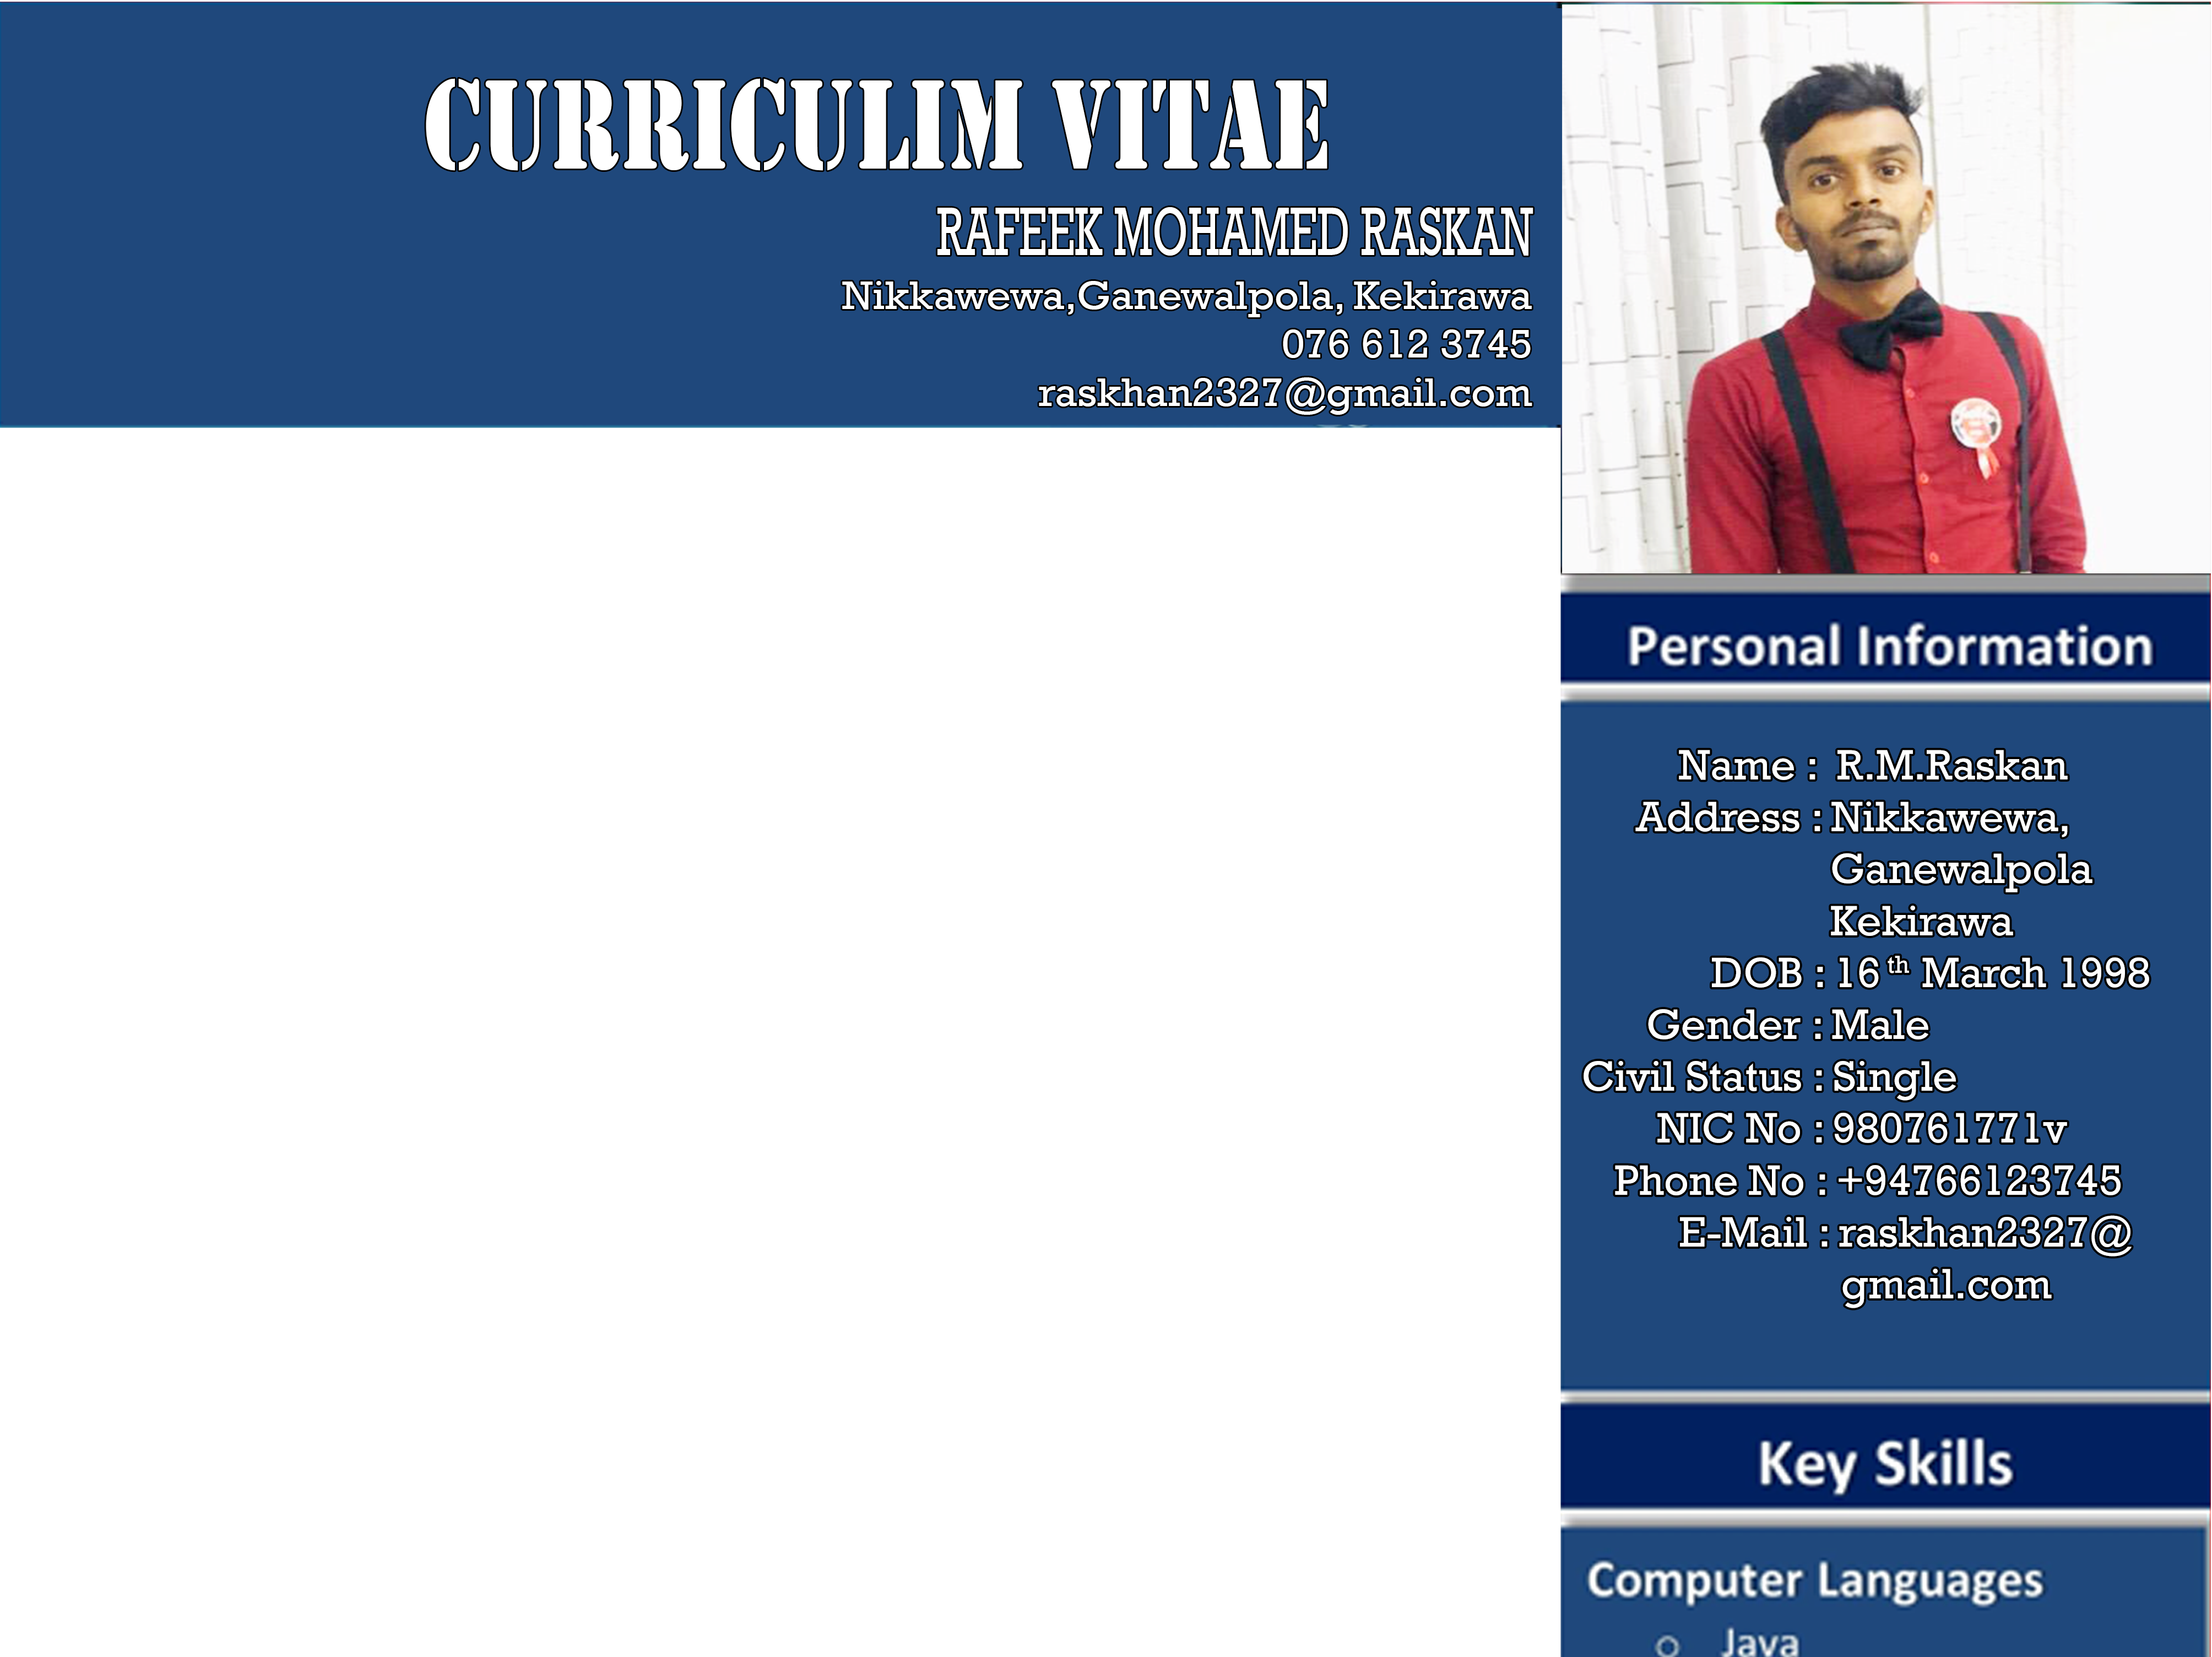 CURRICULIM VITAE
RAFEEK MOHAMED RASKAN
Nikkawewa,Ganewalpola, Kekirawa
076 612 3745
raskhan2327@gmail.com
Personal Information
Name : R.M.Raskan
Address : Nikkawewa,
Ganewalpola
Kekirawa
DOB : 16th March 1998
Gender : Male
Civil Status : Single
NIC No : 980761771v
Phone No : +94766123745
E-Mail : raskhan2327@
gmail.com
Key Skills
Computer Languages
o Java